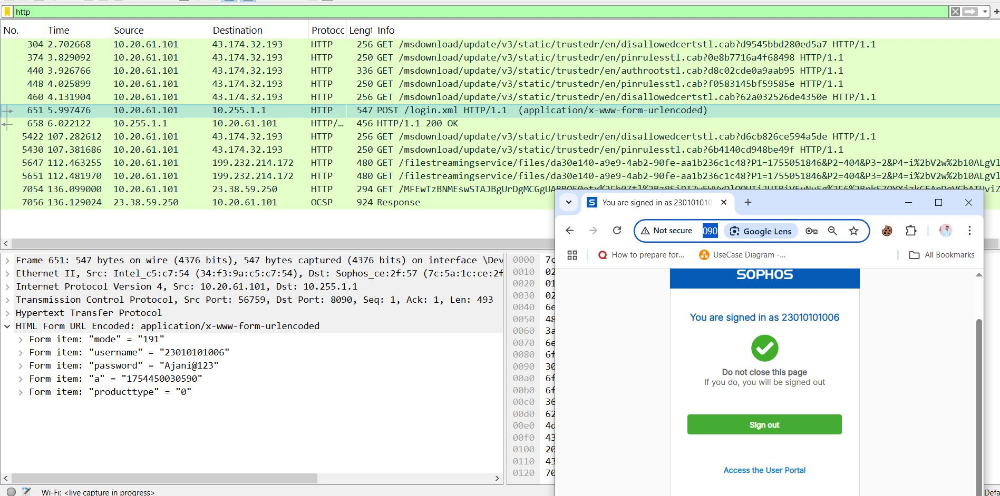 http
No. Time Source Destination Protocc Lengt Info
304 2.702668 10.20.61.101 43.174.32.193 HTTP 256 GET /msdownload/update/v3/static/trustedr/en/disallowedcertstl.cab?d9545bbd280ed5a7 HTTP/1.1
374 3.829092 10.20.61.101 43.174.32.193 HTTP 250 GET /msdownload/update/v3/static/trustedr/en/pinrulesstl.cab?0e8b7716a4f68498 HTTP/1.1
440 3.926766 10.20.61.101 43.174.32.193 HTTP 336 GET /msdownload/update/v3/static/trustedr/en/authrootstl.cab?d8c02cde0a9aab95 HTTP/1.1
448 4.025899 10.20.61.101 43.174.32.193 HTTP 250 GET /msdownload/update/v3/static/trustedr/en/pinrulesstl.cab?f0583145bf59585e HTTP/1.1
460 4.131904 10.20.61.101 43.174.32.193 HTTP 256 GET /msdownload/update/v3/static/trustedr/en/disallowedcertstl.cab?62a032526de4350e HTTP/1.1
651 5.997476 10.20.61.101 10.255.1.1 HTTP 547 POST /login.xml HTTP/1.1 (application/x-www-form-urlencoded)
658 6.022122 10.255.1.1 10.20.61.101 HTTP/… 456 HTTP/1.1 200 OK
5422 107.282612 10.20.61.101 43.174.32.193 HTTP 256 GET /msdownload/update/v3/static/trustedr/en/disallowedcertstl.cab?d6cb826ce594a5de HTTP/1.1
5430 107.381686 10.20.61.101 43.174.32.193 HTTP 250 GET /msdownload/update/v3/static/trustedr/en/pinrulesstl.cab?6b4140cd948be49f HTTP/1.1
5647 112.463255 10.20.61.101 199.232.214.172 HTTP 480 GET /filestreamingservice/files/da30e140-a9e9-4ab2-90fe-aa1b236c1c48?P1=1755051846&P2=404&P3=2&P4=i%2bV2w%2b10ALgVl
5651 112.481970 10.20.61.101 199.232.214.172 HTTP 480 GET /filestreamingservice/files/da30e140-a9e9-4ab2-90fe-aa1b236c1c48?P1=1755051846&P2=404&P3=2&P4=i%2bV2w%2b10ALgVl
7054 136.099000 10.20.61.101 23.38.59.250 HTTP 294 GET
7056 136.129024 23.38.59.250 10.20.61.101 OCSP 924 Response
Frame 651: 547 bytes on wire (4376 bits), 547 bytes captured (4376 bits) on interface \Dev
Ethernet II, Src: Intel_c5:c7:54 (34:f3:9a:c5:c7:54), Dst: Sophos_ce:2f:57 (7c:5a:1c:ce:2f
Internet Protocol Version 4, Src: 10.20.61.101, Dst: 10.255.1.1
Transmission Control Protocol, Src Port: 56759, Dst Port: 8090, Seq: 1, Ack: 1, Len: 493
Hypertext Transfer Protocol
HTML Form URL Encoded: application/x-www-form-urlencoded
Form item: "mode" = "191"
Form item: "username" = "23010101006"
Form item: "password" = "Ajani@123"
Form item: "a" = "1754450030590"
Form item: "producttype" = "0"
0000 7c
0010 02
0020 01
0030 02
0040 6e
0050 48
0060 3a
0070 6e
0080 6f
0090 30
00a0 6f
00b0 6f
00c0 36
00d0 62
00e0 4d
00f0 43
0100 20
0110 43
0120 70
You are signed in as 230101010
Not secure 090 Google Lens
How to prepare for... UseCase Diagram -... All Bookmarks
SOPHOS
You are signed in as 23010101006
Do not close this page
If you do, you will be signed out
Sign out
Access the User Portal
Wi-Fi: <live capture in progress> Defa